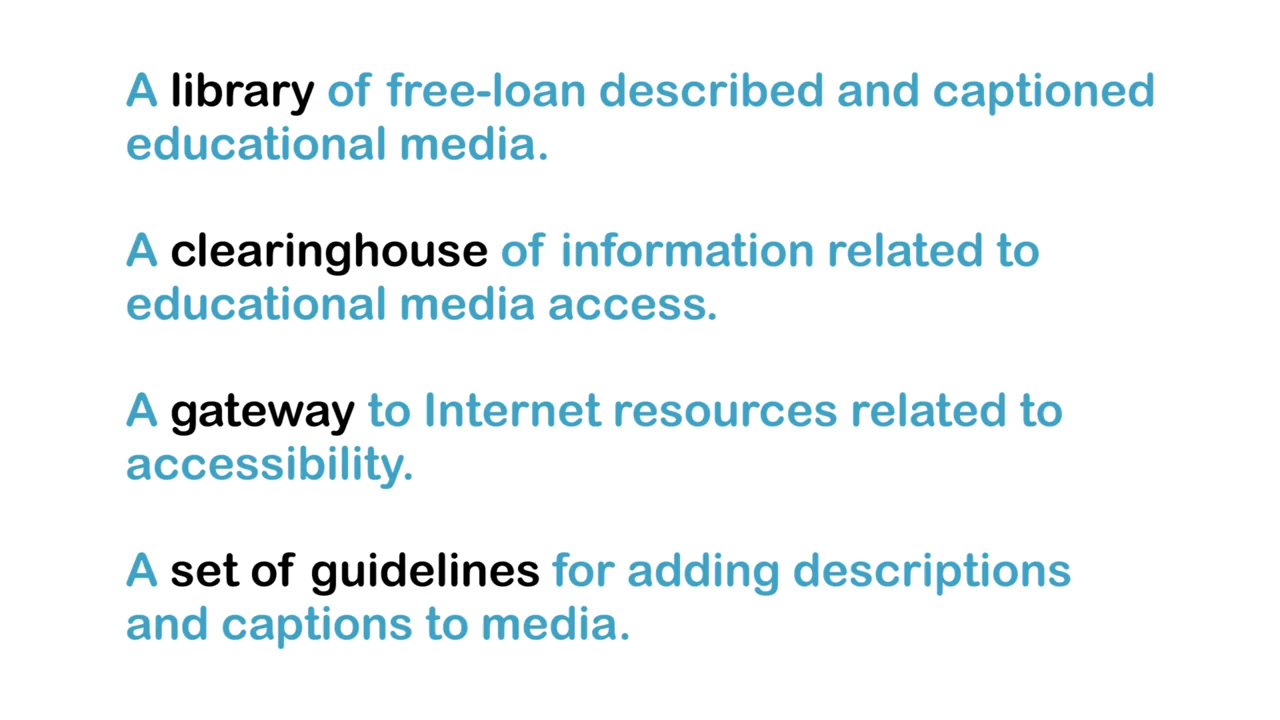 A library of free-loan described and captioned
educational media.
A clearinghouse of information related to
educational media access.
A gateway to Internet resources related to
accessibility.
A set of guidelines for adding descriptions
and captions to media.